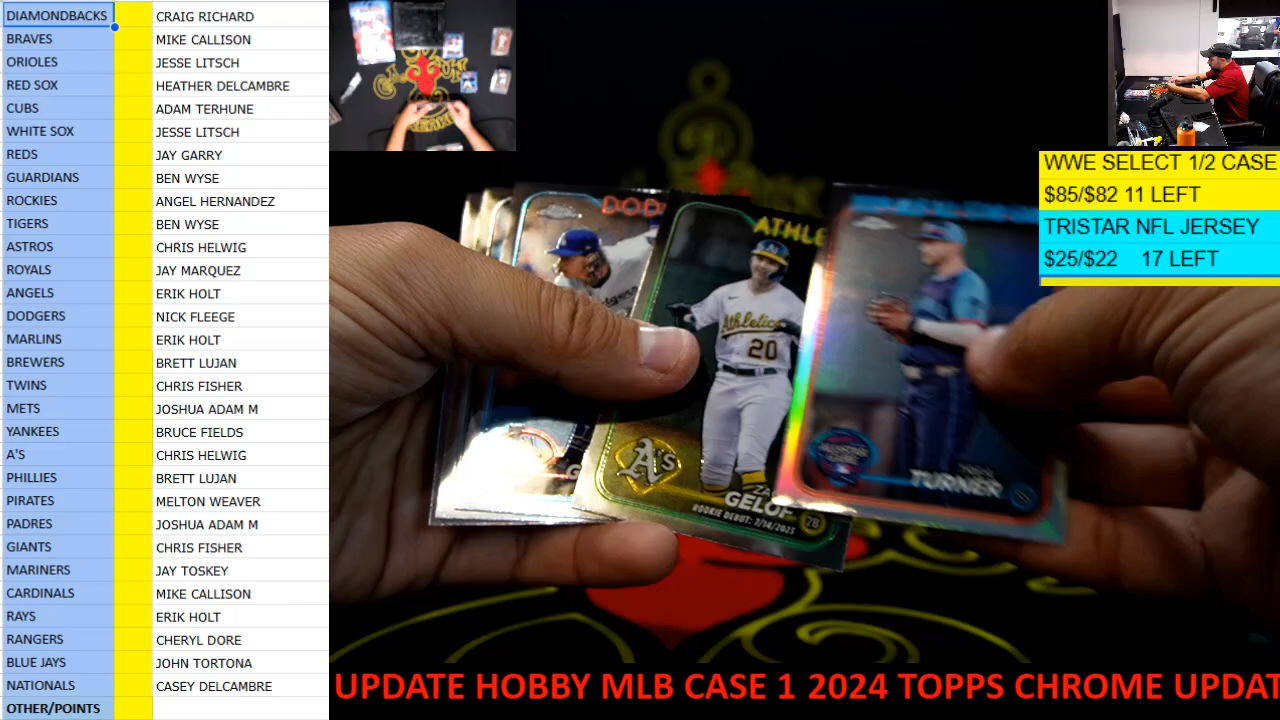 DIAMONDBACKS CRAIG RICHARD
BRAVES MIKE CALLISON
ORIOLES JESSE LITSCH
RED SOX HEATHER DELCAMBRE
CUBS ADAM TERHUNE
WHITE SOX JESSE LITSCH
REDS JAY GARRY
GUARDIANS BEN WYSE
ROCKIES ANGEL HERNANDEZ
TIGERS BEN WYSE
ASTROS CHRIS HELWIG
ROYALS JAY MARQUEZ
ANGELS ERIK HOLT
DODGERS NICK FLEEGE
MARLINS ERIK HOLT
BREWERS BRETT LUJAN
TWINS CHRIS FISHER
METS JOSHUA ADAM M
YANKEES BRUCE FIELDS
A'S CHRIS HELWIG
PHILLIES BRETT LUJAN
PIRATES MELTON WEAVER
PADRES JOSHUA ADAM M
GIANTS CHRIS FISHER
MARINERS JAY TOSKEY
CARDINALS MIKE CALLISON
RAYS ERIK HOLT
RANGERS CHERYL DORE
BLUE JAYS JOHN TORTONA
NATIONALS CASEY DELCAMBRE
OTHER/POINTS
WWE SELECT 1/2 CASE
$85/$82 11 LEFT
TRISTAR NFL JERSEY
$25/$22 17 LEFT
DOD
ATHLE
Athletics
20
A's
GELOF
ROOKIE DEBUT: 7/14/2023
2B
TURNER
UPDATE HOBBY MLB CASE 1 2024 TOPPS CHROME UPDAT